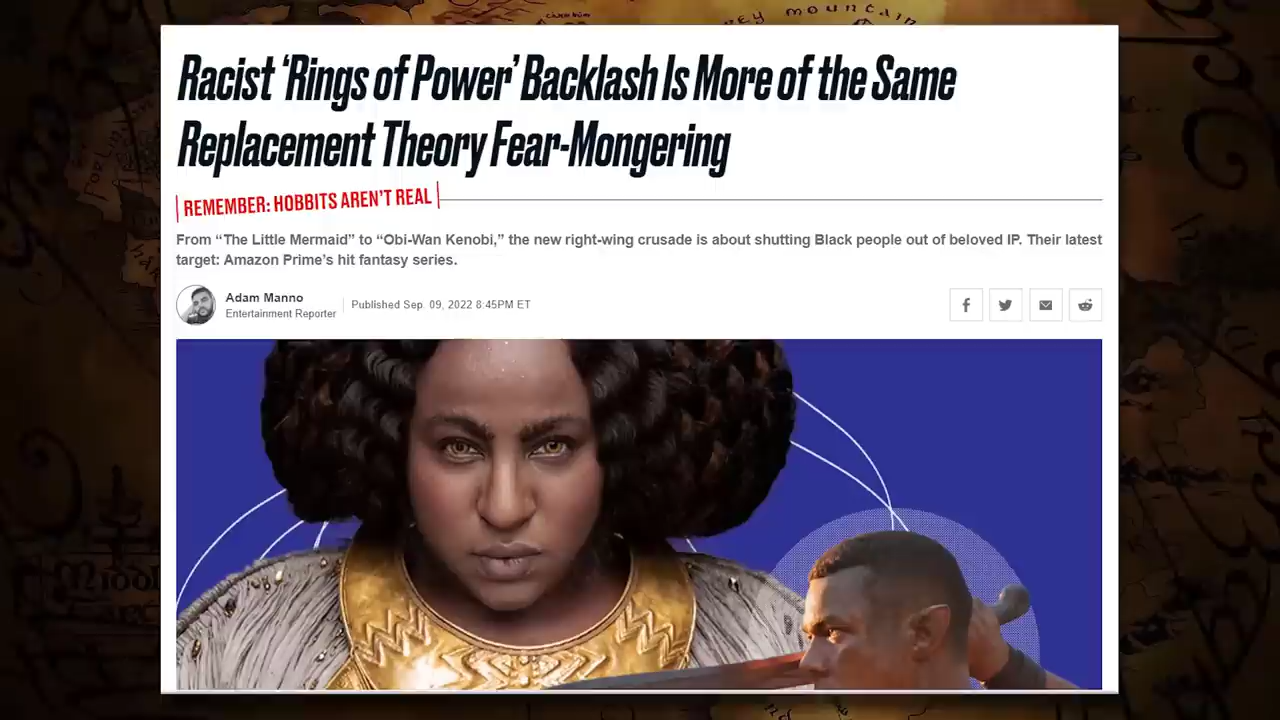 ey mountain
Racist ‘Rings of Power’ Backlash Is More of the Same
Replacement Theory Fear-Mongering
REMEMBER: HOBBITS AREN’T REAL
From “The Little Mermaid” to “Obi-Wan Kenobi,” the new right-wing crusade is about shutting Black people out of beloved IP. Their latest
target: Amazon Prime’s hit fantasy series.
Adam Manno
Entertainment Reporter
Published Sep. 09, 2022 8:45PM ET